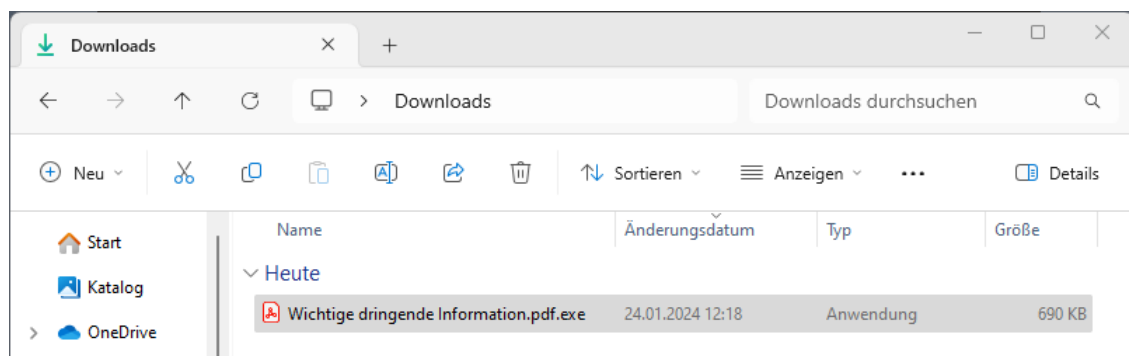 Downloads
Downloads Downloads durchsuchen
Neu Sortieren Anzeigen Details
Start Name Änderungsdatum Typ Größe
Heute
Katalog
Wichtige dringende Information.pdf.exe 24.01.2024 12:18 Anwendung 690 KB
OneDrive